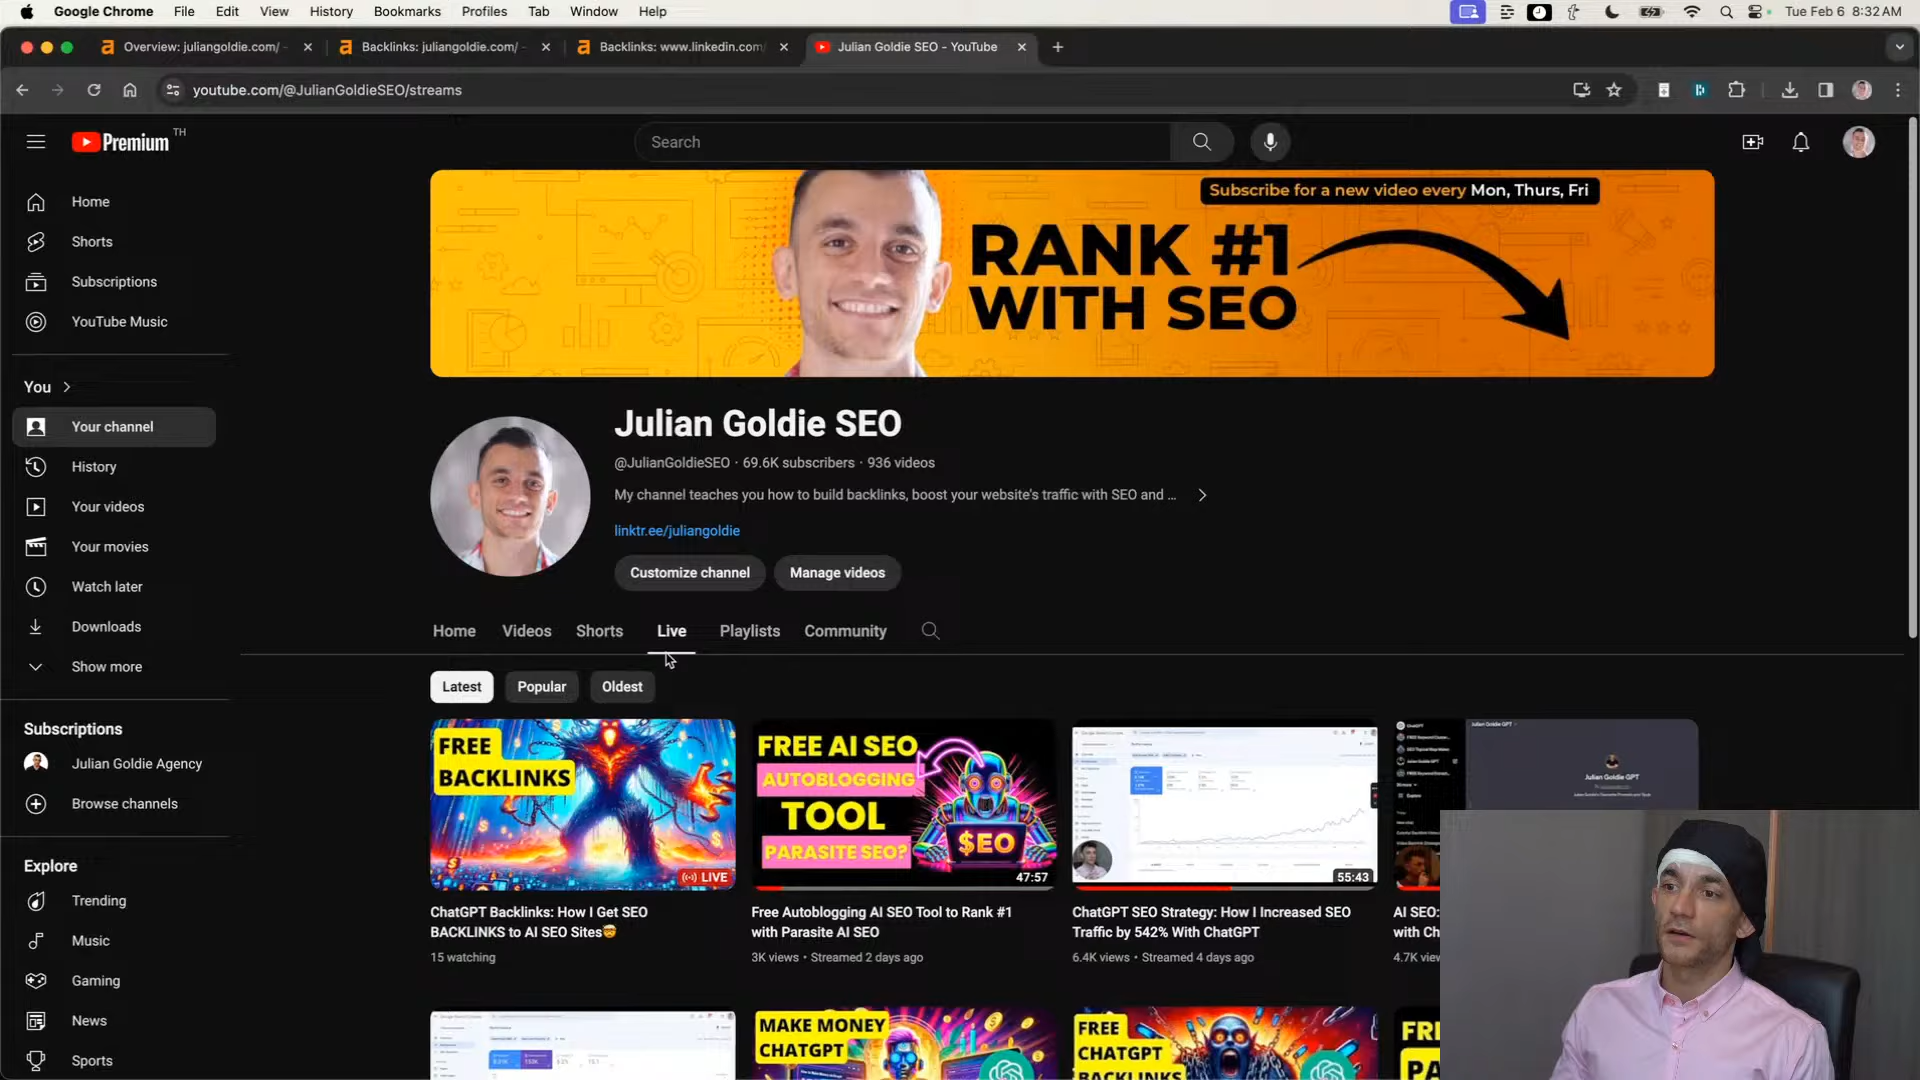 Google Chrome File Edit View History Bookmarks Profiles Tab Window Help Tue Feb 6 8:32 AM
Overview: juliangoldie.com/ - Backlinks: juliangoldie.com/ - Backlinks: www.linkedin.com/ Julian Goldie SEO - YouTube
youtube.com/@JulianGoldieSEO/streams
Premium TH
Search
Home
Shorts
Subscriptions
YouTube Music
You
Your channel
History
Your videos
Your movies
Watch later
Downloads
Show more
Subscriptions
Julian Goldie Agency
Browse channels
Explore
Trending
Music
Gaming
News
Sports
Subscribe for a new video every Mon, Thurs, Fri
RANK #1
WITH SEO
Julian Goldie SEO
@JulianGoldieSEO · 69.6K subscribers · 936 videos
My channel teaches you how to build backlinks, boost your website's traffic with SEO and ...
linktr.ee/juliangoldie
Customize channel Manage videos
Home Videos Shorts Live Playlists Community
Latest Popular Oldest
FREE
BACKLINKS
LIVE
ChatGPT Backlinks: How I Get SEO
BACKLINKS to AI SEO Sites🤯
15 watching
FREE AI SEO
AUTOBLOGGING
TOOL
PARASITE SEO?
$EO
47:57
Free Autoblogging AI SEO Tool to Rank #1
with Parasite AI SEO
3K views · Streamed 2 days ago
55:43
ChatGPT SEO Strategy: How I Increased SEO
Traffic by 542% With ChatGPT
6.4K views · Streamed 4 days ago
Julian Goldie GPT
AI SEO:
with Ch
4.7K view
MAKE MONEY
CHATGPT
FREE
CHATGPT
BACKLINKS